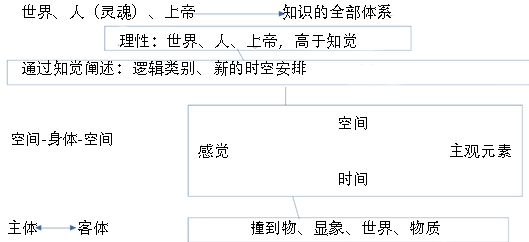 世界、人（灵魂）、上帝 知识的全部体系
理性：世界、人、上帝，高于知觉
通过知觉阐述：逻辑类别、新的时空安排
空间-身体-空间
空间
感觉 主观元素
时间
主体 客体
撞到物、显象、世界、物质